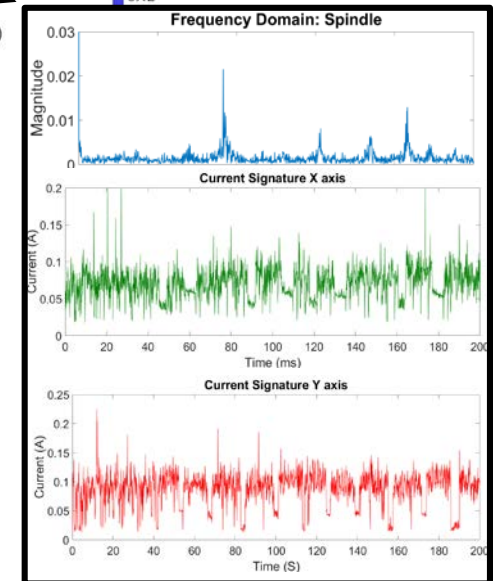 )
Frequency Domain: Spindle
Magnitude
0.03
0.02
0.01
0
Current Signature X axis
Current (A)
0.2
0.15
0.1
0.05
0
0 20 40 60 80 100 120 140 160 180 200
Time (ms)
Current Signature Y axis
Current (A)
0.25
0.2
0.15
0.1
0.05
0
0 20 40 60 80 100 120 140 160 180 200
Time (S)